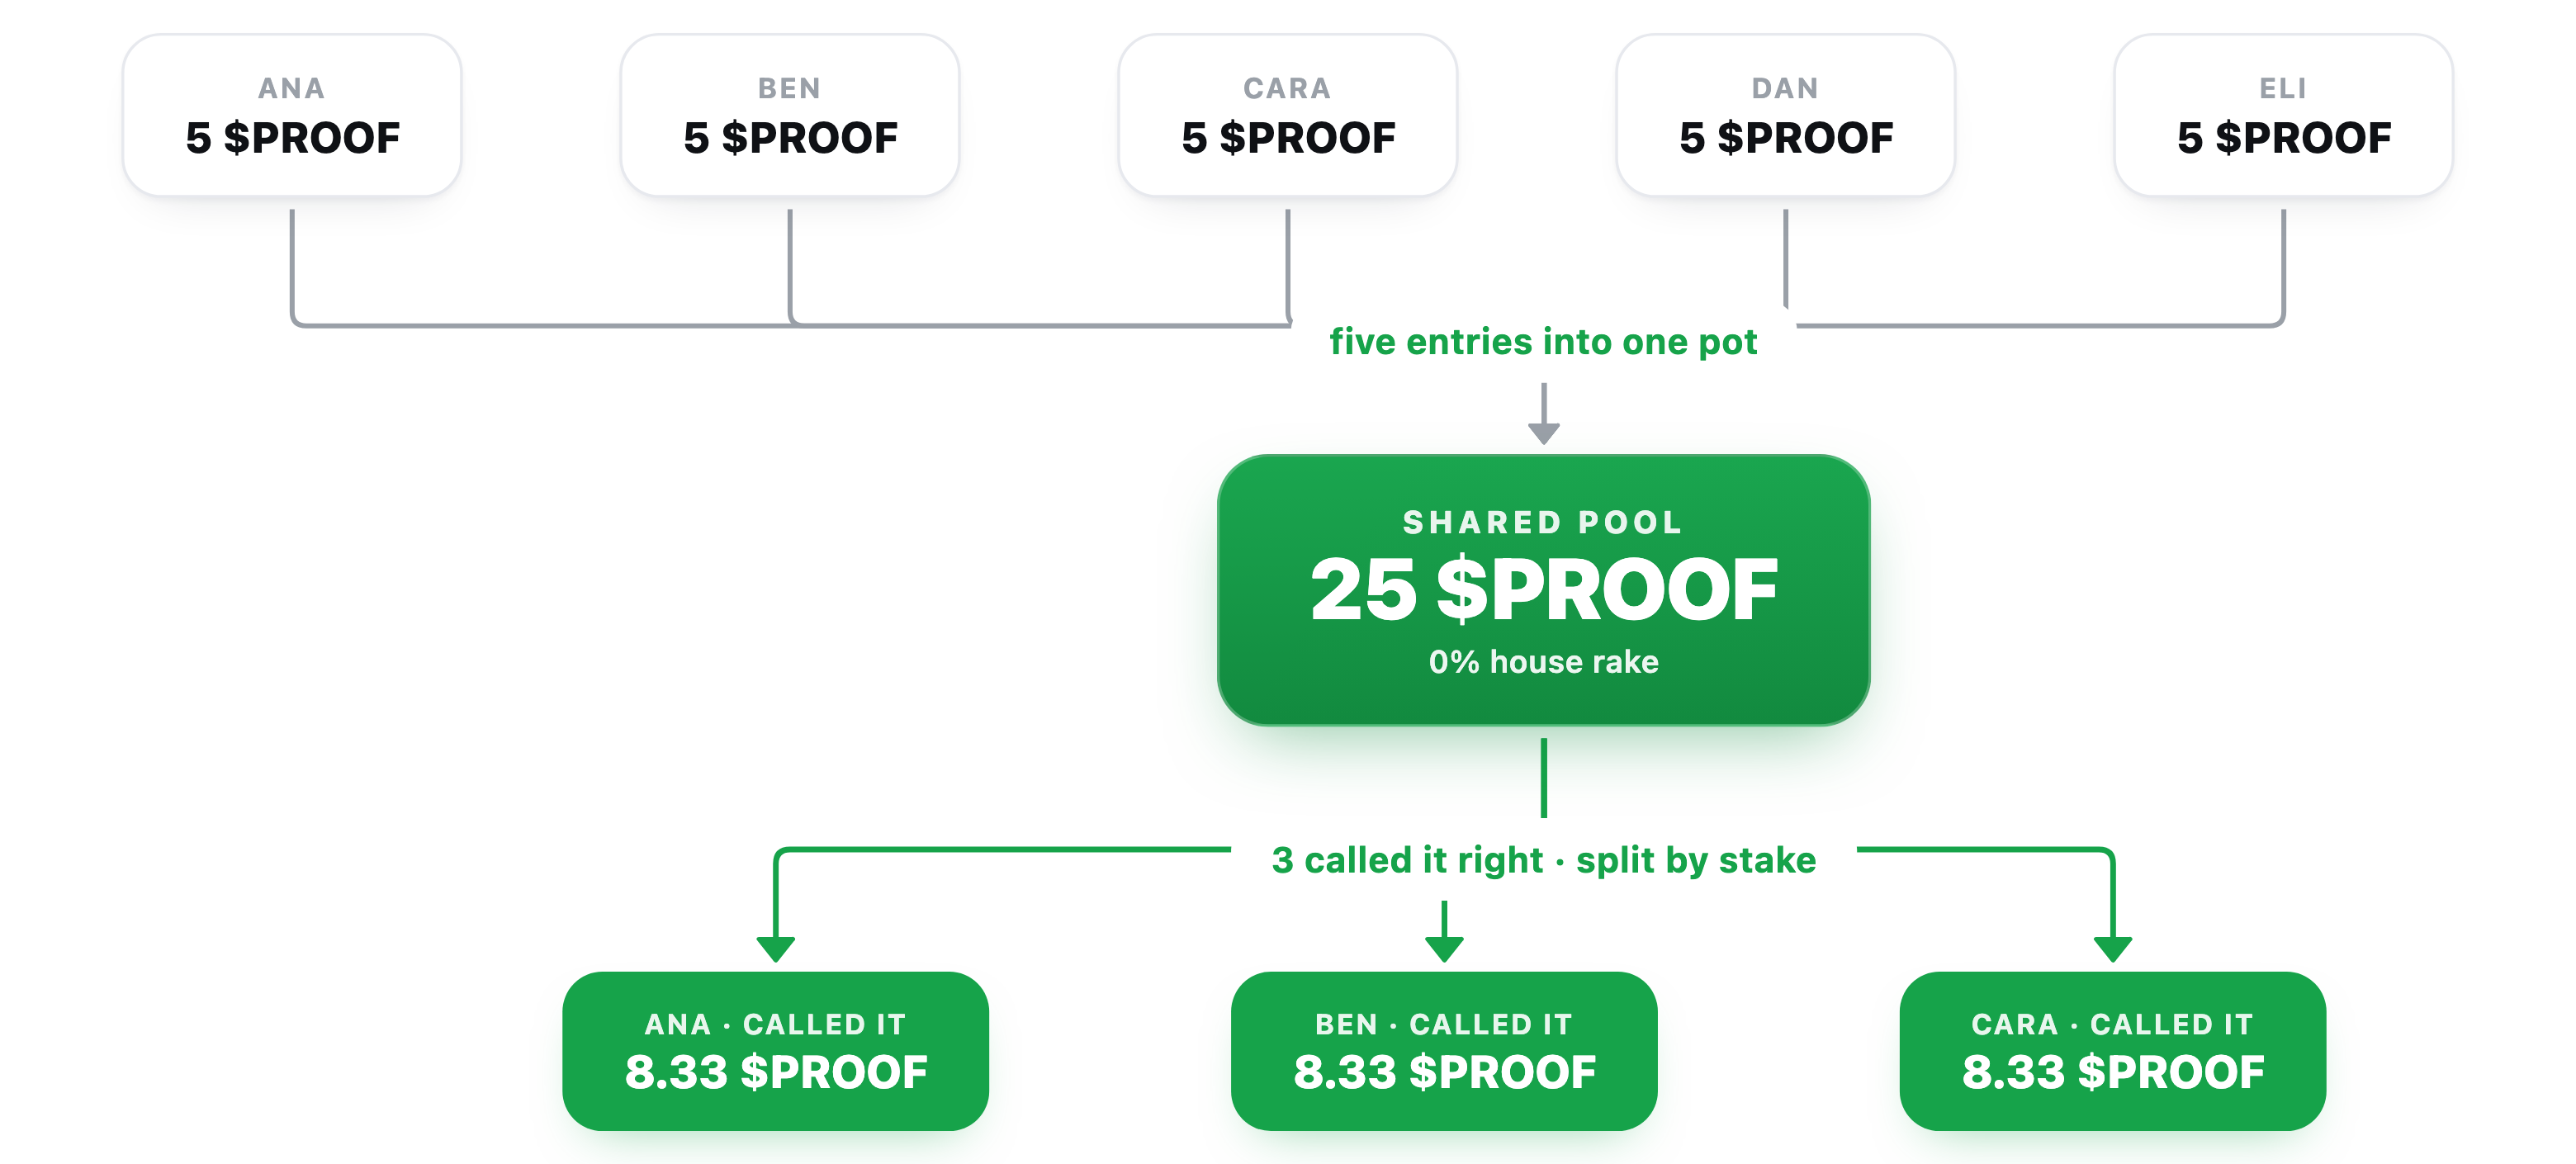 ANA
5 $PROOF
BEN
5 $PROOF
CARA
5 $PROOF
DAN
5 $PROOF
ELI
5 $PROOF
five entries into one pot
SHARED POOL
25 $PROOF
0% house rake
3 called it right · split by stake
ANA · CALLED IT
8.33 $PROOF
BEN · CALLED IT
8.33 $PROOF
CARA · CALLED IT
8.33 $PROOF